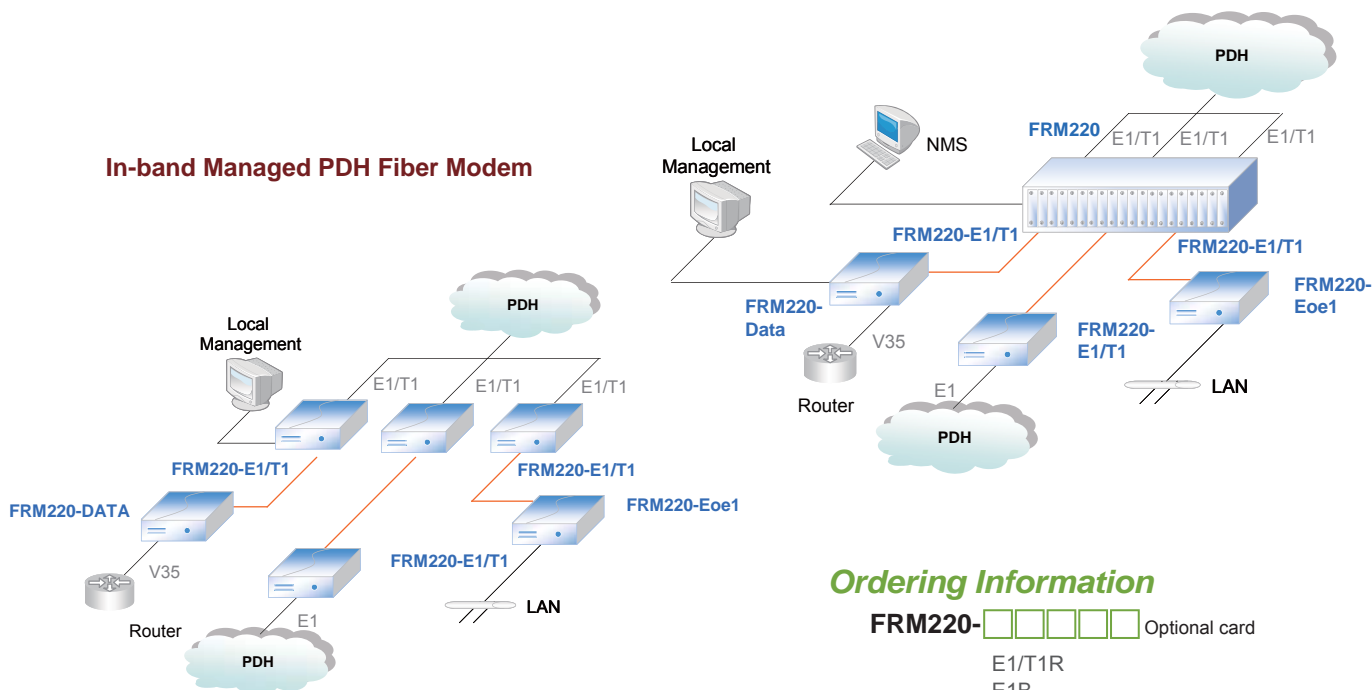 In-band Managed PDH Fiber Modem
PDH
Local
Management
E1/T1
E1/T1
E1/T1
FRM220-E1/T1
FRM220-E1/T1
FRM220-DATA
FRM220-Eoe1
FRM220-E1/T1
V35
Router
E1
LAN
PDH
PDH
NMS
FRM220
E1/T1
E1/T1
E1/T1
Local
Management
FRM220-E1/T1
FRM220-E1/T1
FRM220-
Data
FRM220-
Eoe1
FRM220-
E1/T1
V35
Router
E1
LAN
PDH
Ordering Information
FRM220- Optional card
E1/T1R